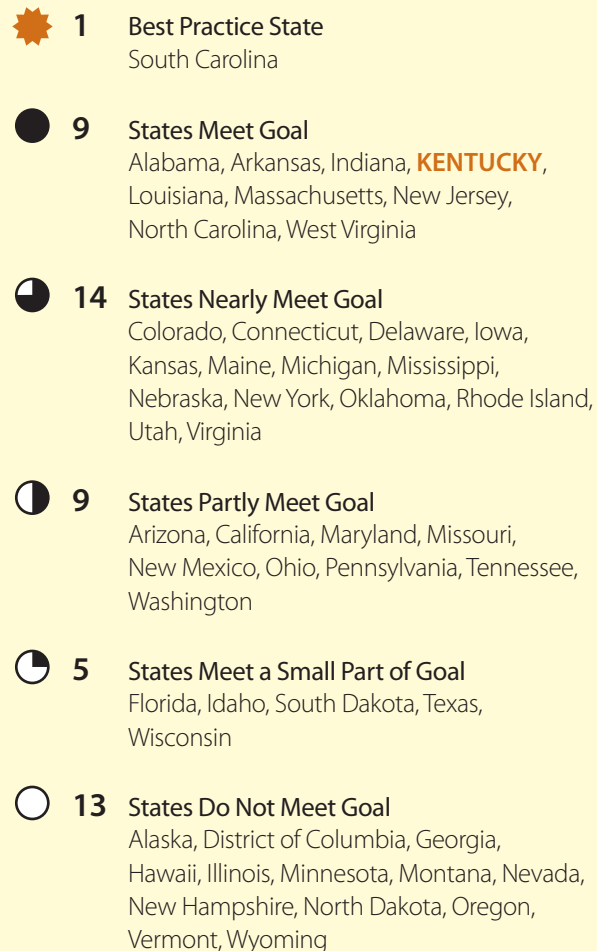 1 Best Practice State
South Carolina
9 States Meet Goal
Alabama, Arkansas, Indiana, KENTUCKY,
Louisiana, Massachusetts, New Jersey,
North Carolina, West Virginia
14 States Nearly Meet Goal
Colorado, Connecticut, Delaware, Iowa,
Kansas, Maine, Michigan, Mississippi,
Nebraska, New York, Oklahoma, Rhode Island,
Utah, Virginia
9 States Partly Meet Goal
Arizona, California, Maryland, Missouri,
New Mexico, Ohio, Pennsylvania, Tennessee,
Washington
5 States Meet a Small Part of Goal
Florida, Idaho, South Dakota, Texas,
Wisconsin
13 States Do Not Meet Goal
Alaska, District of Columbia, Georgia,
Hawaii, Illinois, Minnesota, Montana, Nevada,
New Hampshire, North Dakota, Oregon,
Vermont, Wyoming